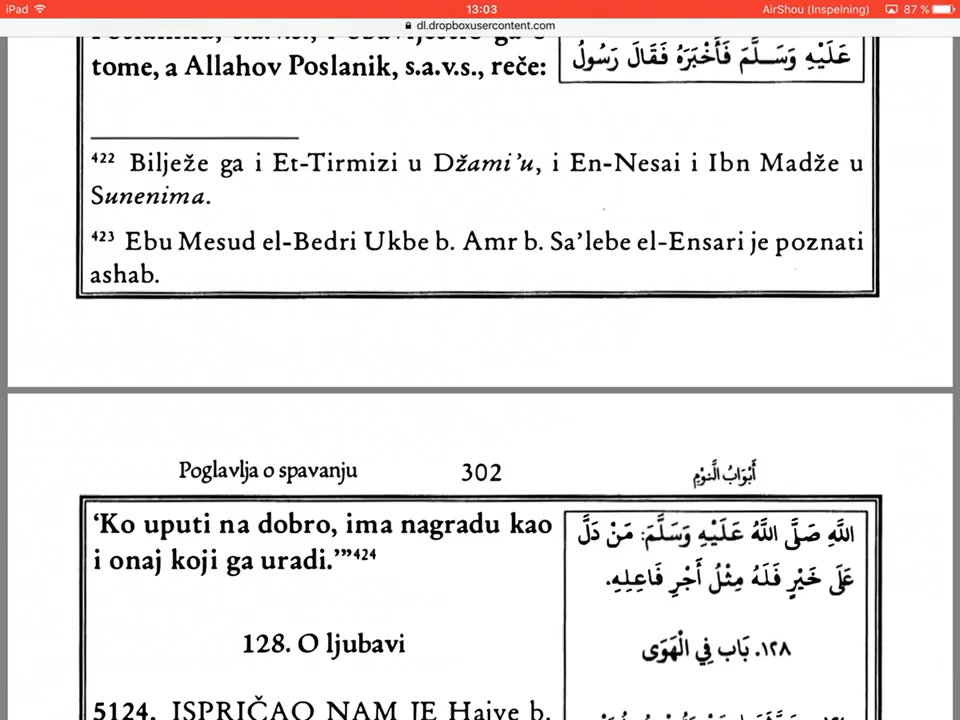 iPad 13:03 AirShou (Inspelning) 87 %
dl.dropboxusercontent.com
tome, a Allahov Poslanik, s.a.v.s., reče:
عَلَيْهِ وَسَلَّمَ فَأَخْبَرَهُ فَقَالَ رَسُولُ
422 Bilježe ga i Et-Tirmizi u Džami’u, i En-Nesai i Ibn Madže u
Sunenima.
423 Ebu Mesud el-Bedri Ukbe b. Amr b. Sa’lebe el-Ensari je poznati
ashab.
Poglavlja o spavanju 302 أَبْوَابُ النَّوْمِ
‘Ko uputi na dobro, ima nagradu kao
i onaj koji ga uradi.’”424
اللَّهِ صَلَّى اللَّهُ عَلَيْهِ وَسَلَّمَ: مَنْ دَلَّ
عَلَى خَيْرٍ فَلَهُ مِثْلُ أَجْرِ فَاعِلِهِ.
128. O ljubavi
١٢٨. بَاب فِي الْهَوَى
5124. ISPRIČAO NAM JE Hajve b.